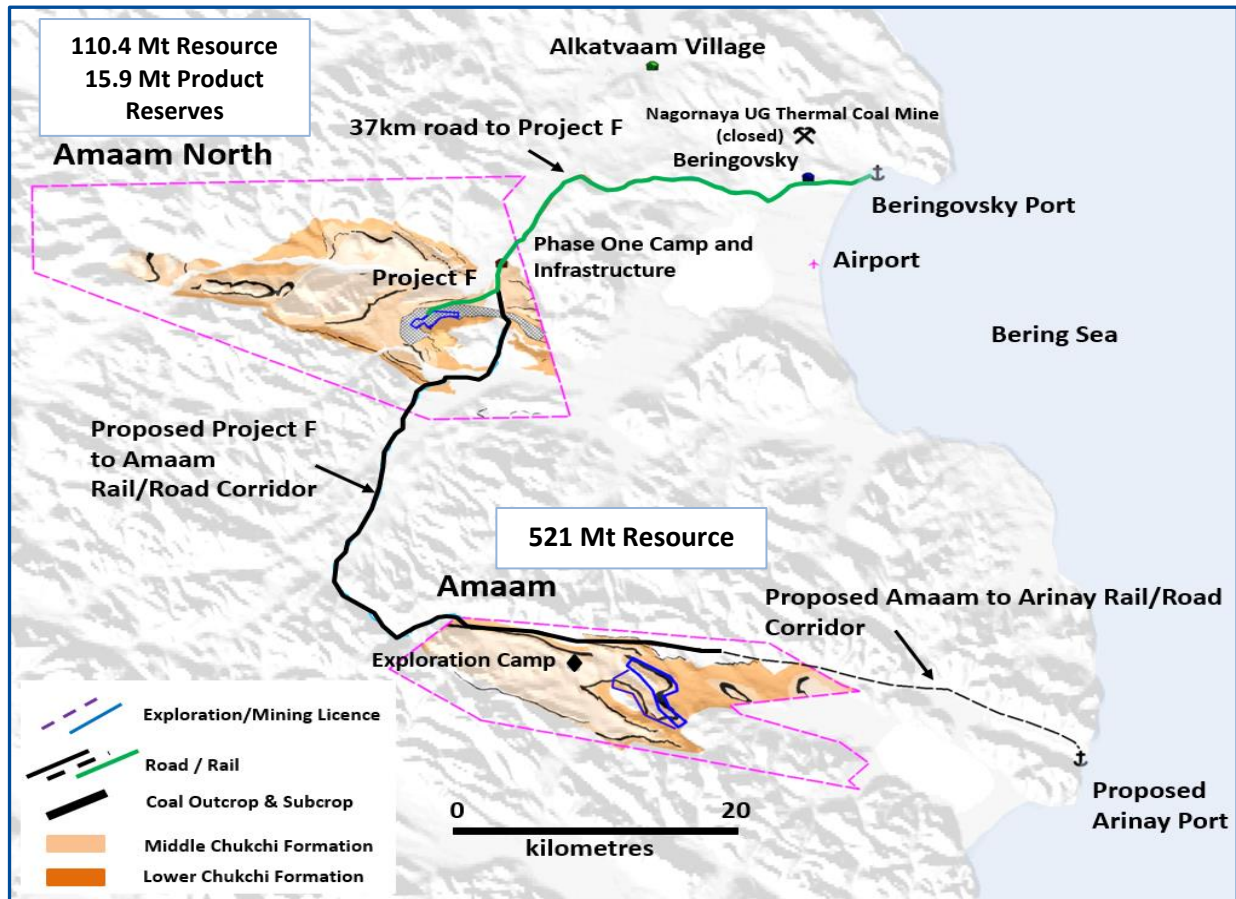 110.4 Mt Resource
15.9 Mt Product
Reserves
Alkatvaam Village
Nagornaya UG Thermal Coal Mine
(closed)
37km road to Project F
Beringovsky
Amaam North
Beringovsky Port
Phase One Camp and
Infrastructure
Project F
Airport
Bering Sea
Proposed Project F
to Amaam
Rail/Road Corridor
521 Mt Resource
Amaam
Proposed Amaam to Arinay Rail/Road
Corridor
Exploration Camp
Exploration/Mining Licence
Road / Rail
Coal Outcrop & Subcrop
Middle Chukchi Formation
Lower Chukchi Formation
0 20
kilometres
Proposed
Arinay Port